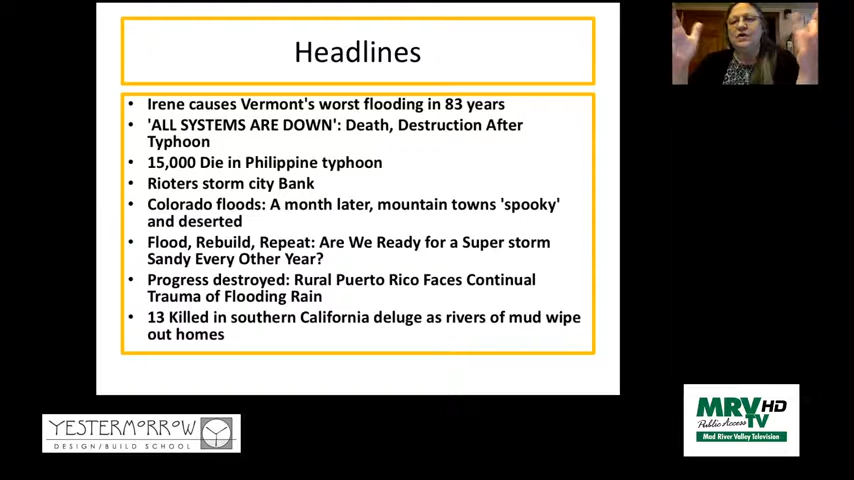 Headlines
• Irene causes Vermont's worst flooding in 83 years
• 'ALL SYSTEMS ARE DOWN': Death, Destruction After
Typhoon
• 15,000 Die in Philippine typhoon
• Rioters storm city Bank
• Colorado floods: A month later, mountain towns 'spooky'
and deserted
• Flood, Rebuild, Repeat: Are We Ready for a Super storm
Sandy Every Other Year?
• Progress destroyed: Rural Puerto Rico Faces Continual
Trauma of Flooding Rain
• 13 Killed in southern California deluge as rivers of mud wipe
out homes
YESTERMORROW
DESIGN/BUILD SCHOOL
MRV HD
Public Access TV
Mad River Valley Television